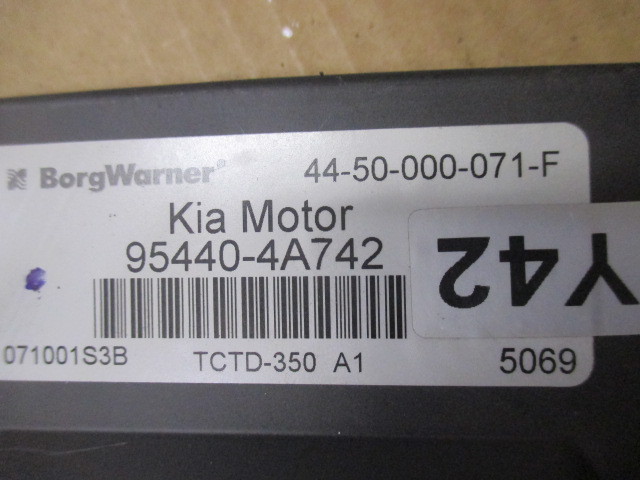 BorgWarner® 44-50-000-071-F
Kia Motor
95440-4A742
Y42
071001S3B TCTD-350 A1 5069